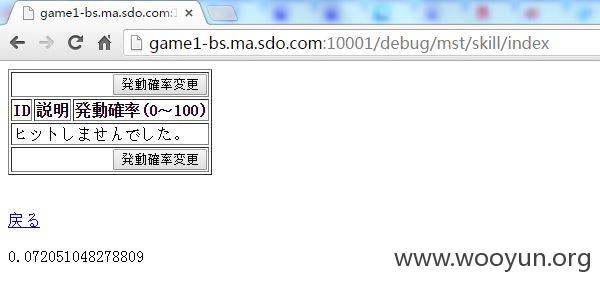 game1-bs.ma.sdo.com:1
game1-bs.ma.sdo.com:10001/debug/mst/skill/index
発動確率変更
ID 説明 発動確率(0～100)
ヒットしませんでした。
発動確率変更
戻る
0.072051048278809
www.wooyun.org